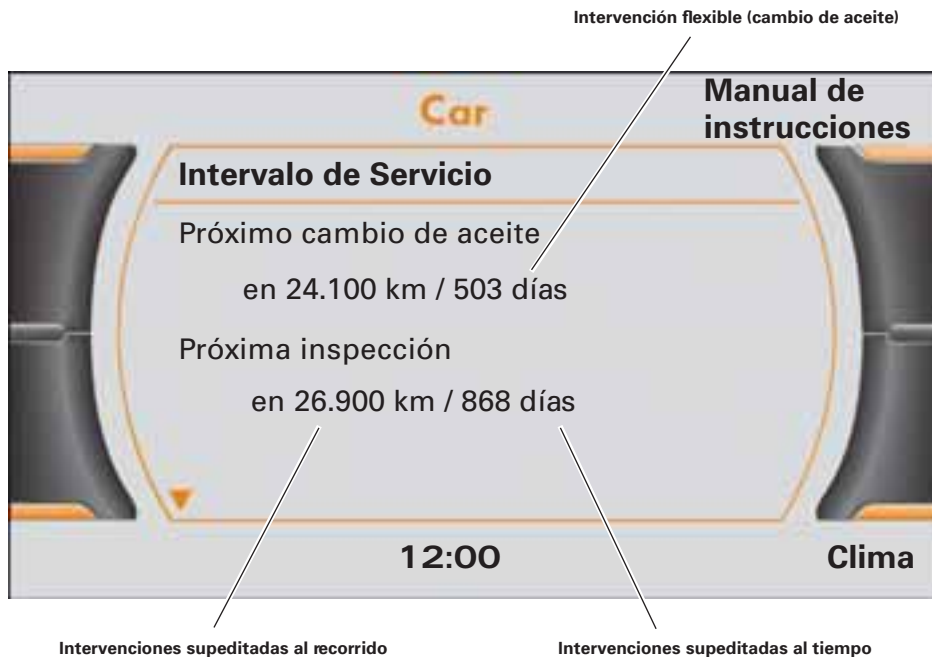 Intervención flexible (cambio de aceite)
Car
Manual de
instrucciones
Intervalo de Servicio
Próximo cambio de aceite
en 24.100 km / 503 días
Próxima inspección
en 26.900 km / 868 días
12:00
Clima
Intervenciones supeditadas al recorrido
Intervenciones supeditadas al tiempo